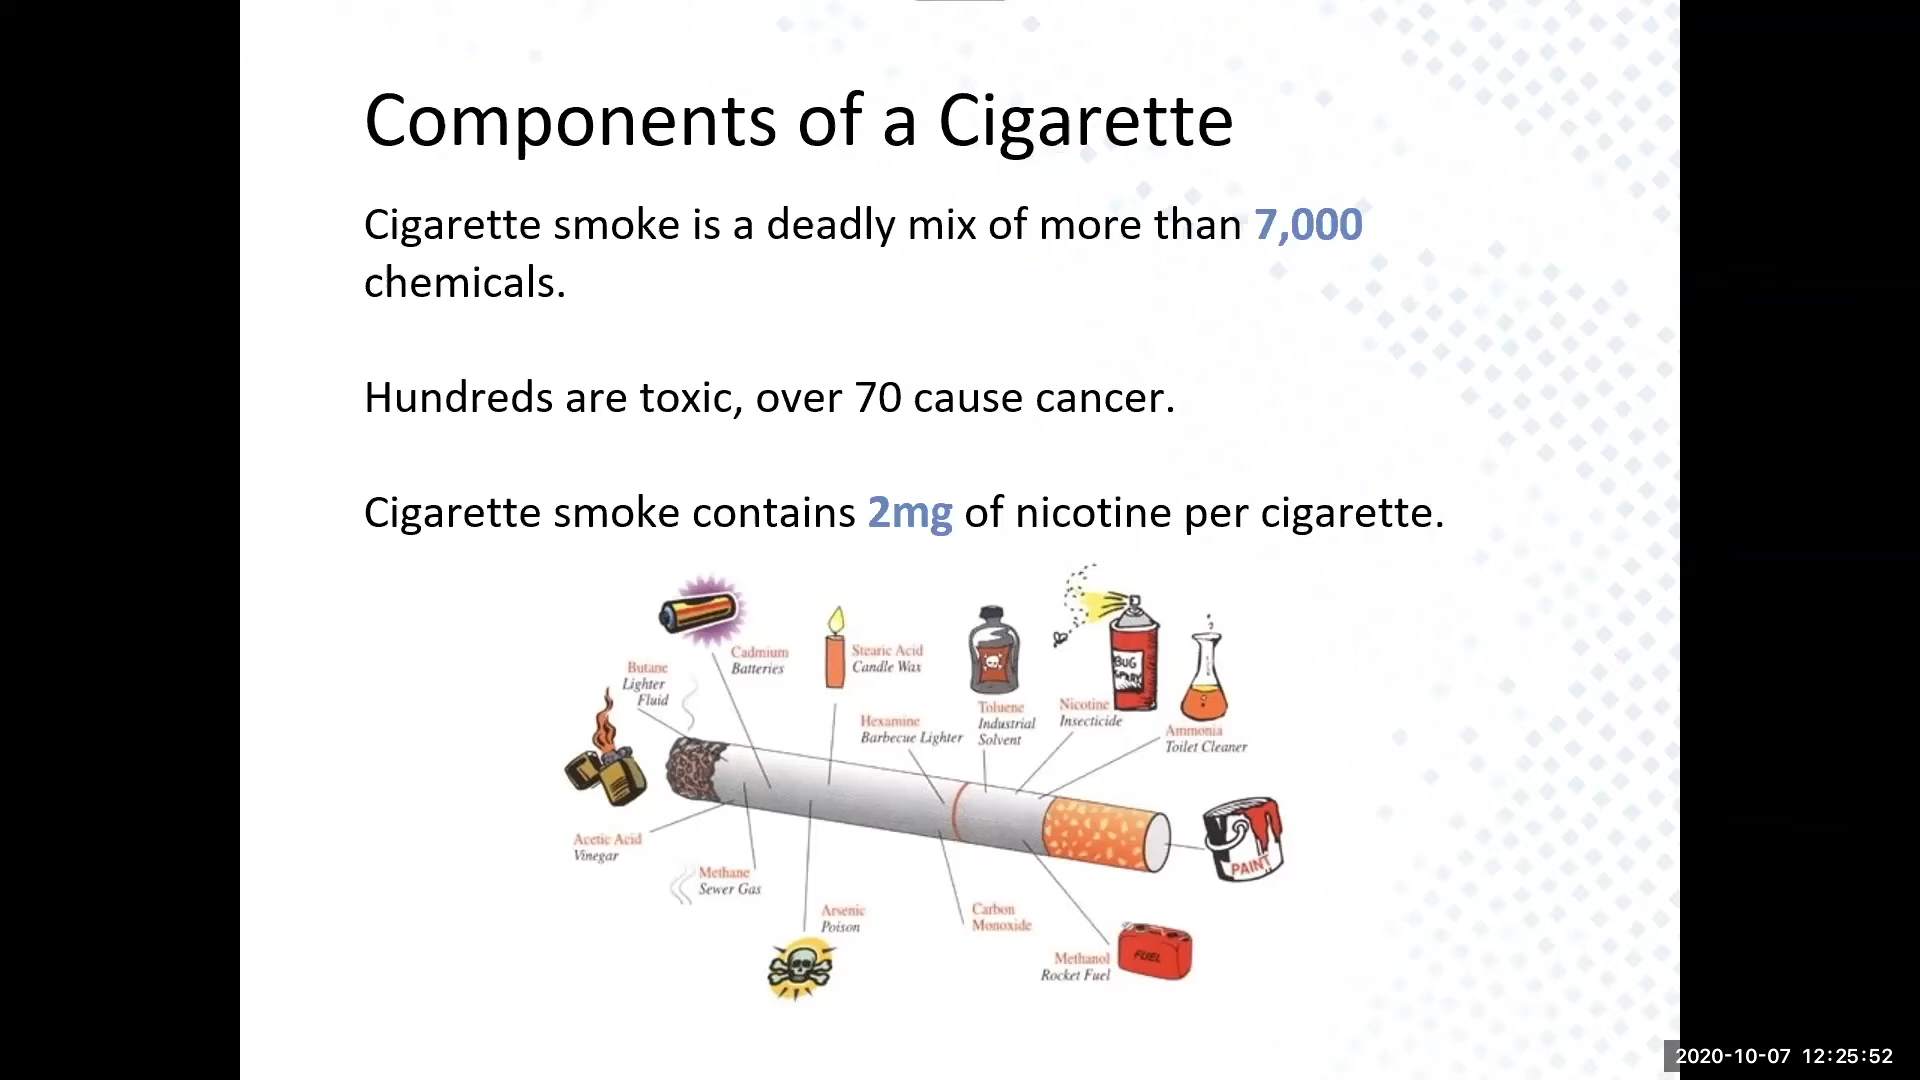 Components of a Cigarette
Cigarette smoke is a deadly mix of more than 7,000
chemicals.
Hundreds are toxic, over 70 cause cancer.
Cigarette smoke contains 2mg of nicotine per cigarette.
Cadmium
Batteries
Stearic Acid
Candle Wax
Butane
Lighter
Fluid
Hexamine
Barbecue Lighter
Toluene
Industrial
Solvent
Nicotine
Insecticide
BUG
SPRAY
Ammonia
Toilet Cleaner
Acetic Acid
Vinegar
PAINT
Methane
Sewer Gas
Arsenic
Poison
Carbon
Monoxide
Methanol
Rocket Fuel
FUEL
2020-10-07 12:25:52